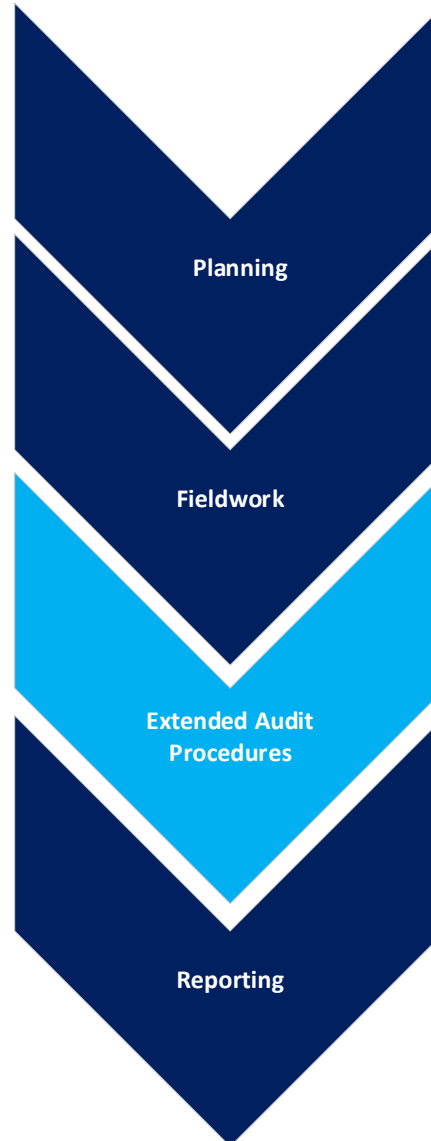 Planning
Fieldwork
Extended Audit
Procedures
Reporting